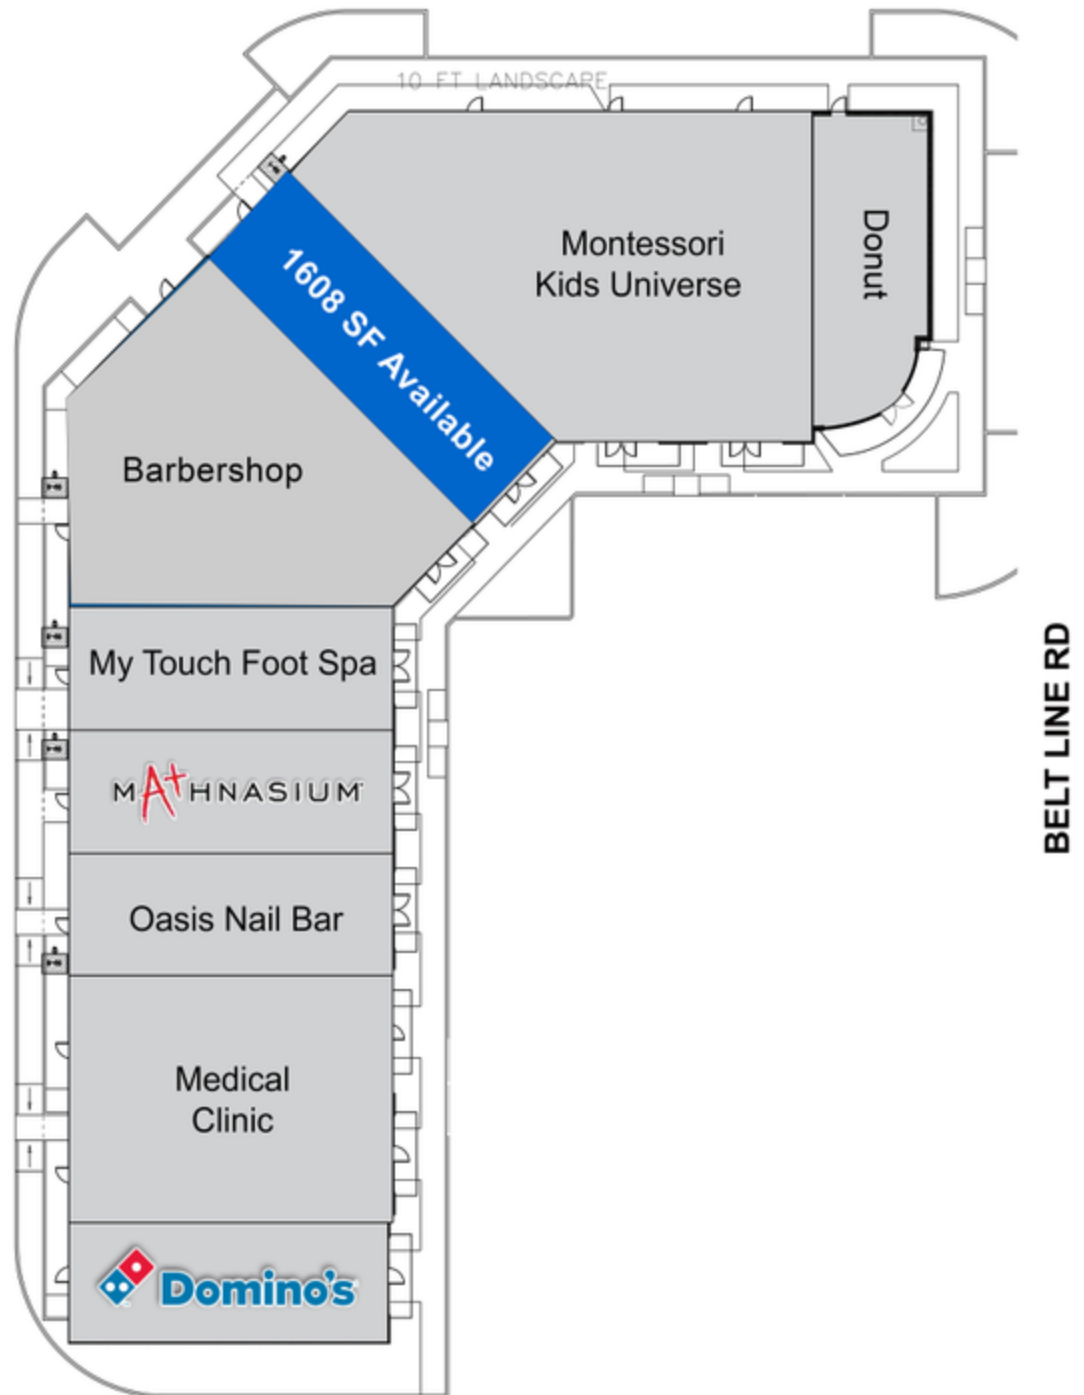 10 FT LANDSCAPE
Montessori
Kids Universe
Donut
1608 SF Available
Barbershop
My Touch Foot Spa
MATHNASIUM
Oasis Nail Bar
Medical
Clinic
Domino's
BELT LINE RD